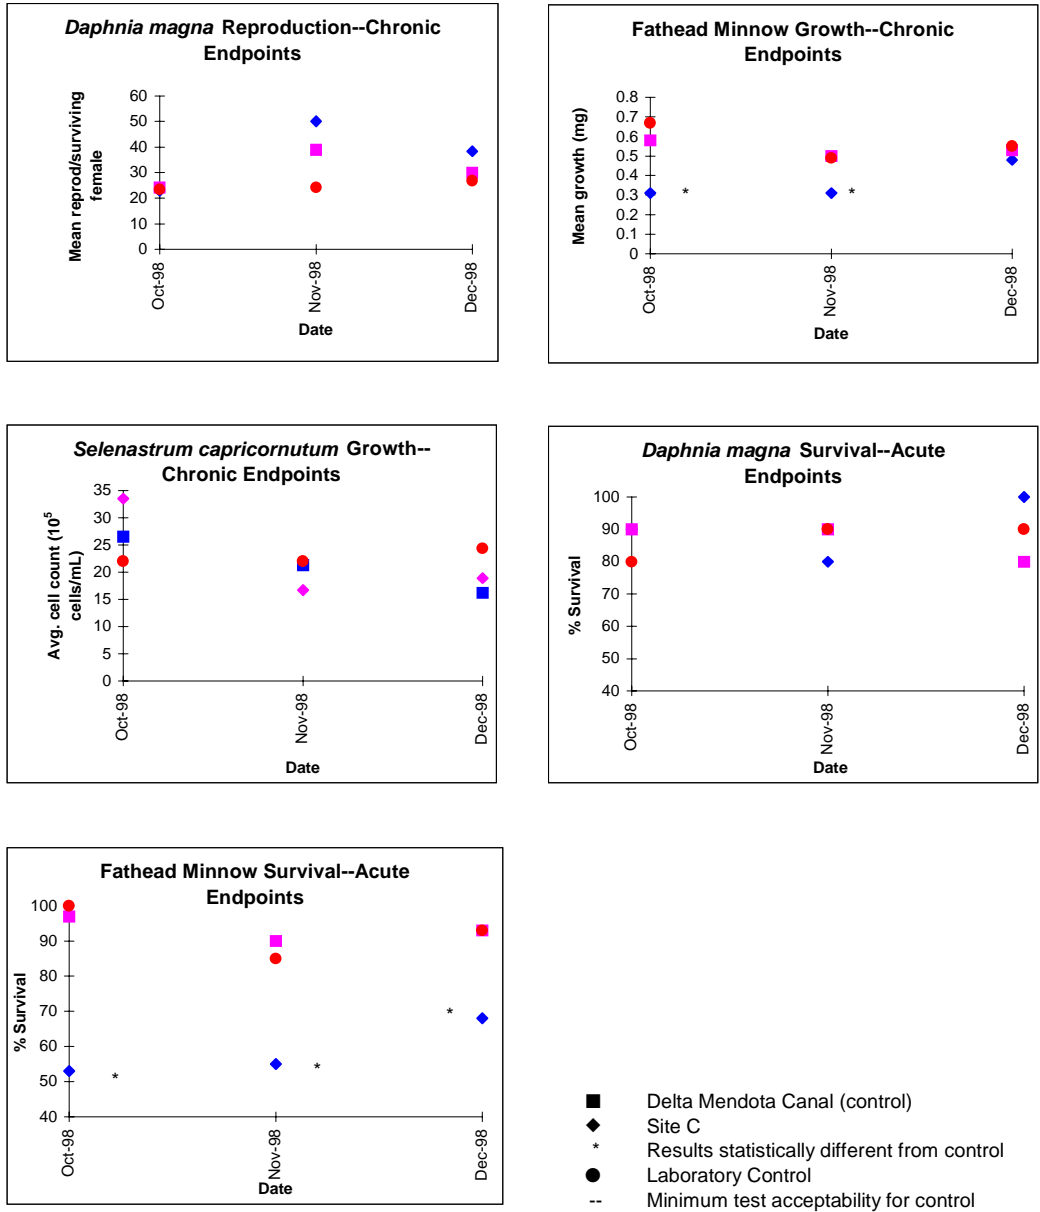 Daphnia magna Reproduction--Chronic
Endpoints
Mean reprod/surviving
female
60
50
40
30
20
10
0
Oct-98
Nov-98
Dec-98
Date
Fathead Minnow Growth--Chronic
Endpoints
Mean growth (mg)
0.8
0.7
0.6
0.5
0.4
0.3
0.2
0.1
0
*
*
Oct-98
Nov-98
Dec-98
Date
Selenastrum capricornutum Growth--
Chronic Endpoints
Avg. cell count (10⁵
cells/mL)
35
30
25
20
15
10
5
0
Oct-98
Nov-98
Dec-98
Date
Daphnia magna Survival--Acute
Endpoints
% Survival
100
90
80
70
60
50
40
Oct-98
Nov-98
Dec-98
Date
Fathead Minnow Survival--Acute
Endpoints
% Survival
100
90
80
70
60
50
40
*
*
*
Oct-98
Nov-98
Dec-98
Date
Delta Mendota Canal (control)
Site C
* Results statistically different from control
Laboratory Control
-- Minimum test acceptability for control